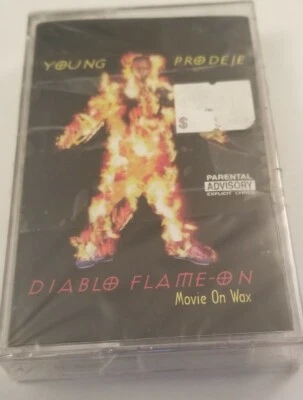 YOUNG PRODEJE
$
PARENTAL
ADVISORY
EXPLICIT LYRICS
DIABLO FLAME-ON
Movie On Wax